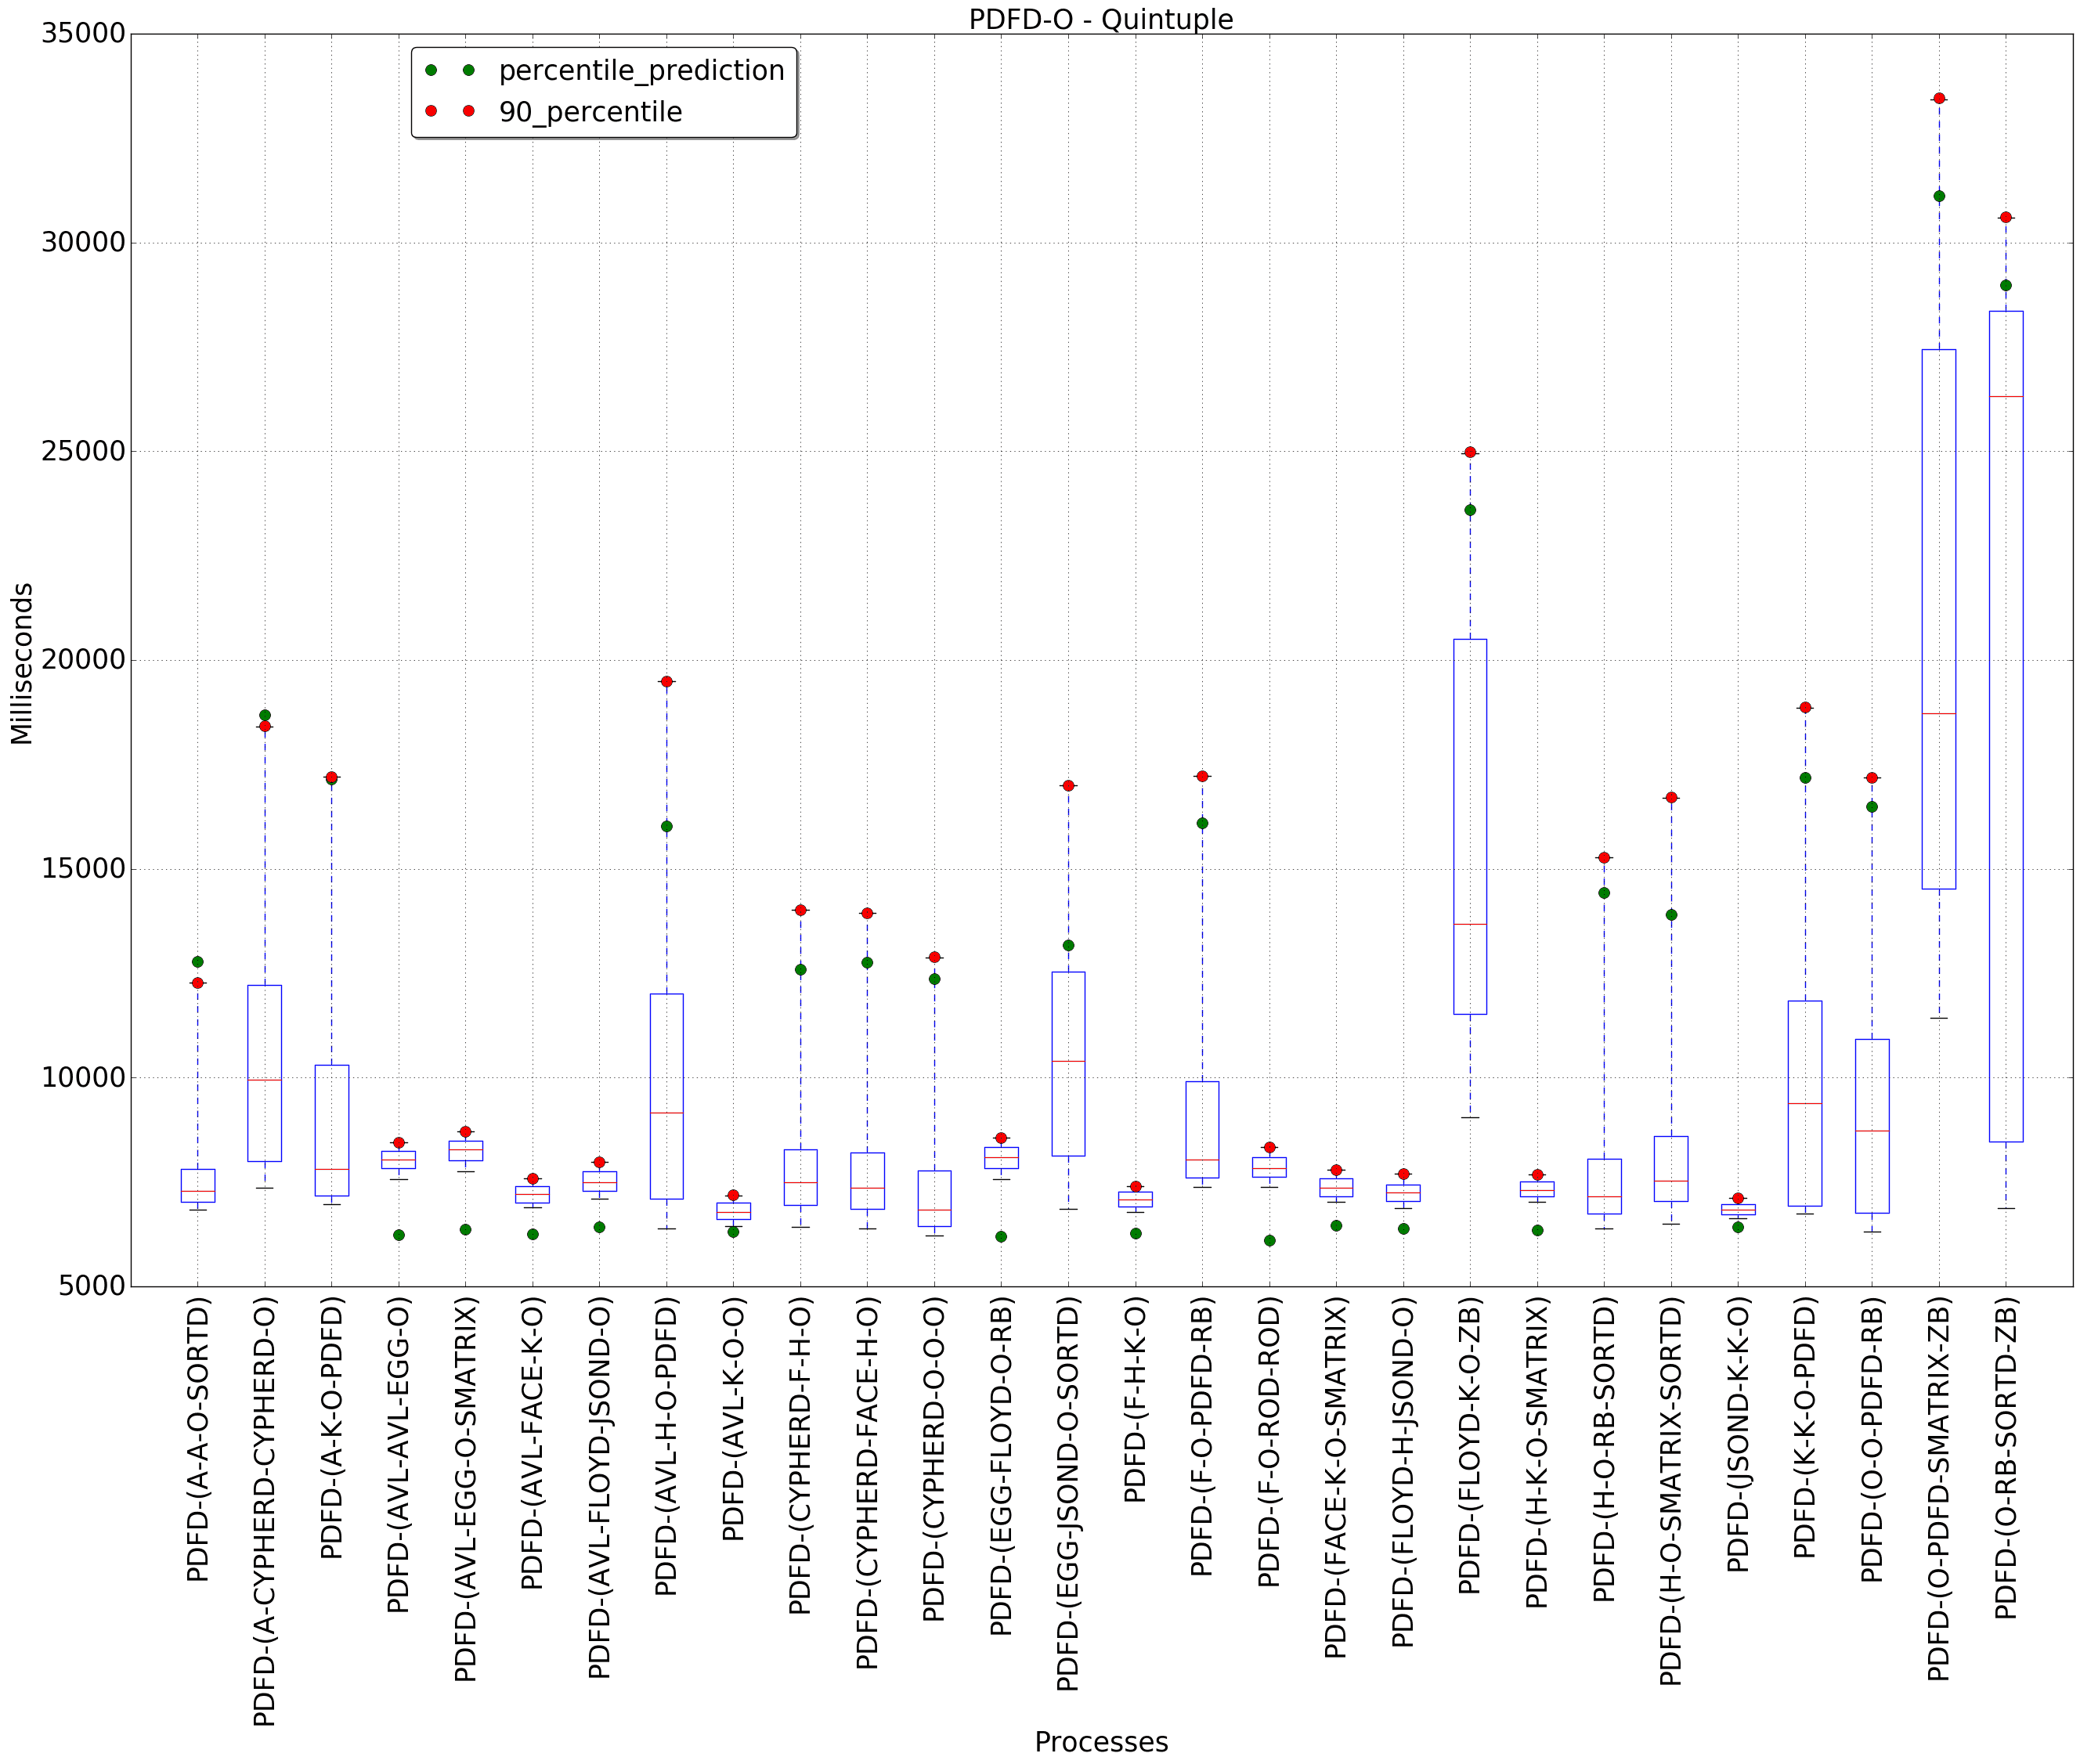 PDFD-O - Quintuple
percentile_prediction
90_percentile
35000
30000
25000
20000
15000
10000
5000
Milliseconds
PDFD-(A-A-O-SORTD)
PDFD-(A-CYPHERD-CYPHERD-O)
PDFD-(A-K-O-PDFD)
PDFD-(AVL-AVL-EGG-O)
PDFD-(AVL-EGG-O-SMATRIX)
PDFD-(AVL-FACE-K-O)
PDFD-(AVL-FLOYD-JSOND-O)
PDFD-(AVL-H-O-PDFD)
PDFD-(AVL-K-O-O)
PDFD-(CYPHERD-F-H-O)
PDFD-(CYPHERD-FACE-H-O)
PDFD-(CYPHERD-O-O-O)
PDFD-(EGG-FLOYD-O-RB)
PDFD-(EGG-JSOND-O-SORTD)
PDFD-(F-H-K-O)
PDFD-(F-O-PDFD-RB)
PDFD-(F-O-ROD-ROD)
PDFD-(FACE-K-O-SMATRIX)
PDFD-(FLOYD-H-JSOND-O)
PDFD-(FLOYD-K-O-ZB)
PDFD-(H-K-O-SMATRIX)
PDFD-(H-O-RB-SORTD)
PDFD-(H-O-SMATRIX-SORTD)
PDFD-(JSOND-K-K-O)
PDFD-(K-K-O-PDFD)
PDFD-(O-O-PDFD-RB)
PDFD-(O-PDFD-SMATRIX-ZB)
PDFD-(O-RB-SORTD-ZB)
Processes